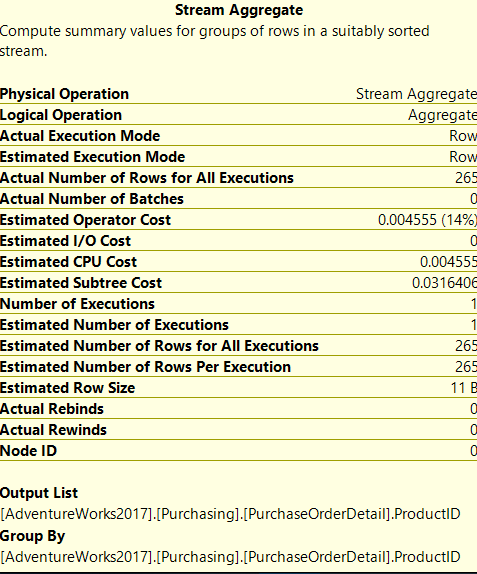 Stream Aggregate
Compute summary values for groups of rows in a suitably sorted
stream.
Physical Operation Stream Aggregate
Logical Operation Aggregate
Actual Execution Mode Row
Estimated Execution Mode Row
Actual Number of Rows for All Executions 265
Actual Number of Batches 0
Estimated Operator Cost 0.004555 (14%)
Estimated I/O Cost 0
Estimated CPU Cost 0.004555
Estimated Subtree Cost 0.0316406
Number of Executions 1
Estimated Number of Executions 1
Estimated Number of Rows for All Executions 265
Estimated Number of Rows Per Execution 265
Estimated Row Size 11 B
Actual Rebinds 0
Actual Rewinds 0
Node ID 0
Output List
[AdventureWorks2017].[Purchasing].[PurchaseOrderDetail].ProductID
Group By
[AdventureWorks2017].[Purchasing].[PurchaseOrderDetail].ProductID